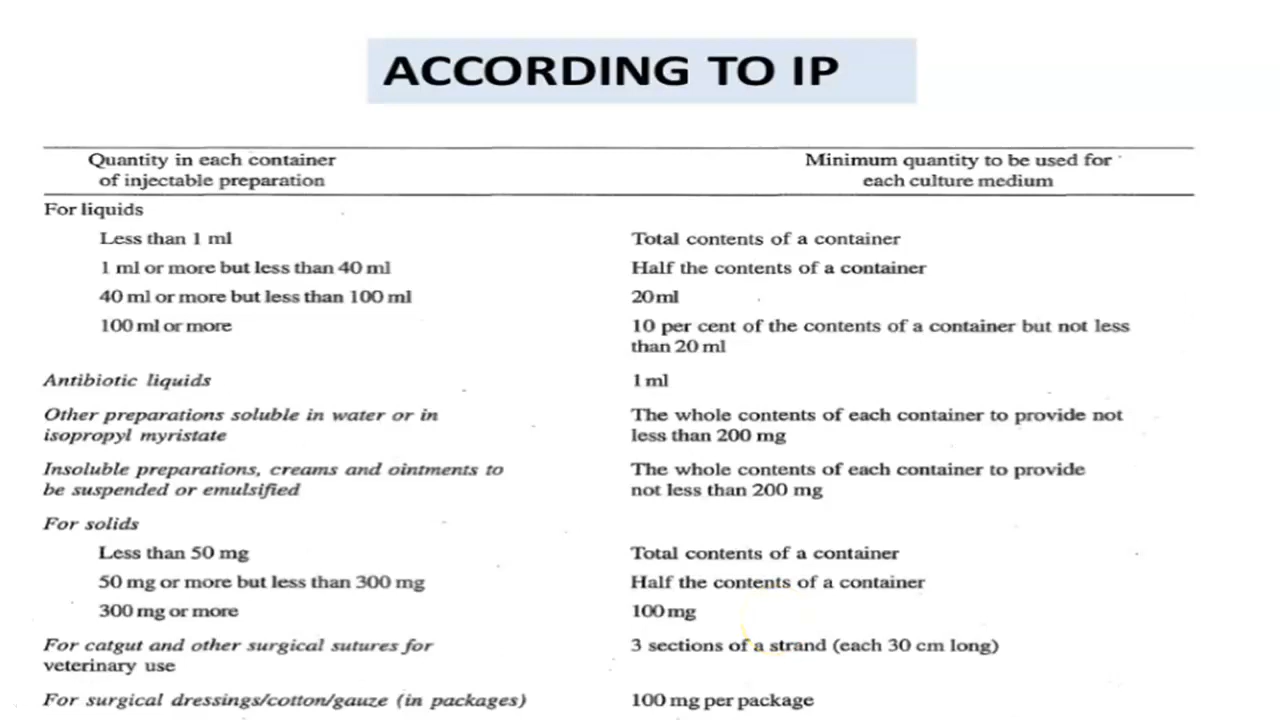 ACCORDING TO IP
Quantity in each container
of injectable preparation
Minimum quantity to be used for
each culture medium
For liquids
Less than 1 ml
Total contents of a container
1 ml or more but less than 40 ml
Half the contents of a container
40 ml or more but less than 100 ml
20ml
100 ml or more
10 per cent of the contents of a container but not less
than 20 ml
Antibiotic liquids
1 ml
Other preparations soluble in water or in
isopropyl myristate
The whole contents of each container to provide not
less than 200 mg
Insoluble preparations, creams and ointments to
be suspended or emulsified
The whole contents of each container to provide
not less than 200 mg
For solids
Less than 50 mg
Total contents of a container
50 mg or more but less than 300 mg
Half the contents of a container
300 mg or more
100 mg
For catgut and other surgical sutures for
veterinary use
3 sections of a strand (each 30 cm long)
For surgical dressings/cotton/gauze (in packages)
100 mg per package